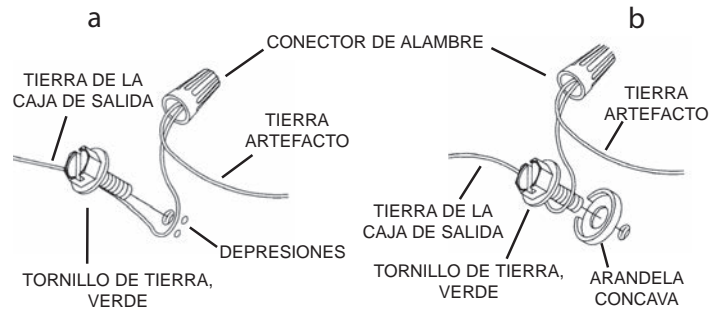 a
b
CONECTOR DE ALAMBRE
TIERRA DE LA
CAJA DE SALIDA
TIERRA
ARTEFACTO
DEPRESIONES
TORNILLO DE TIERRA,
VERDE
TIERRA
ARTEFACTO
TIERRA DE LA
CAJA DE SALIDA
TORNILLO DE TIERRA,
VERDE
ARANDELA
CONCAVA